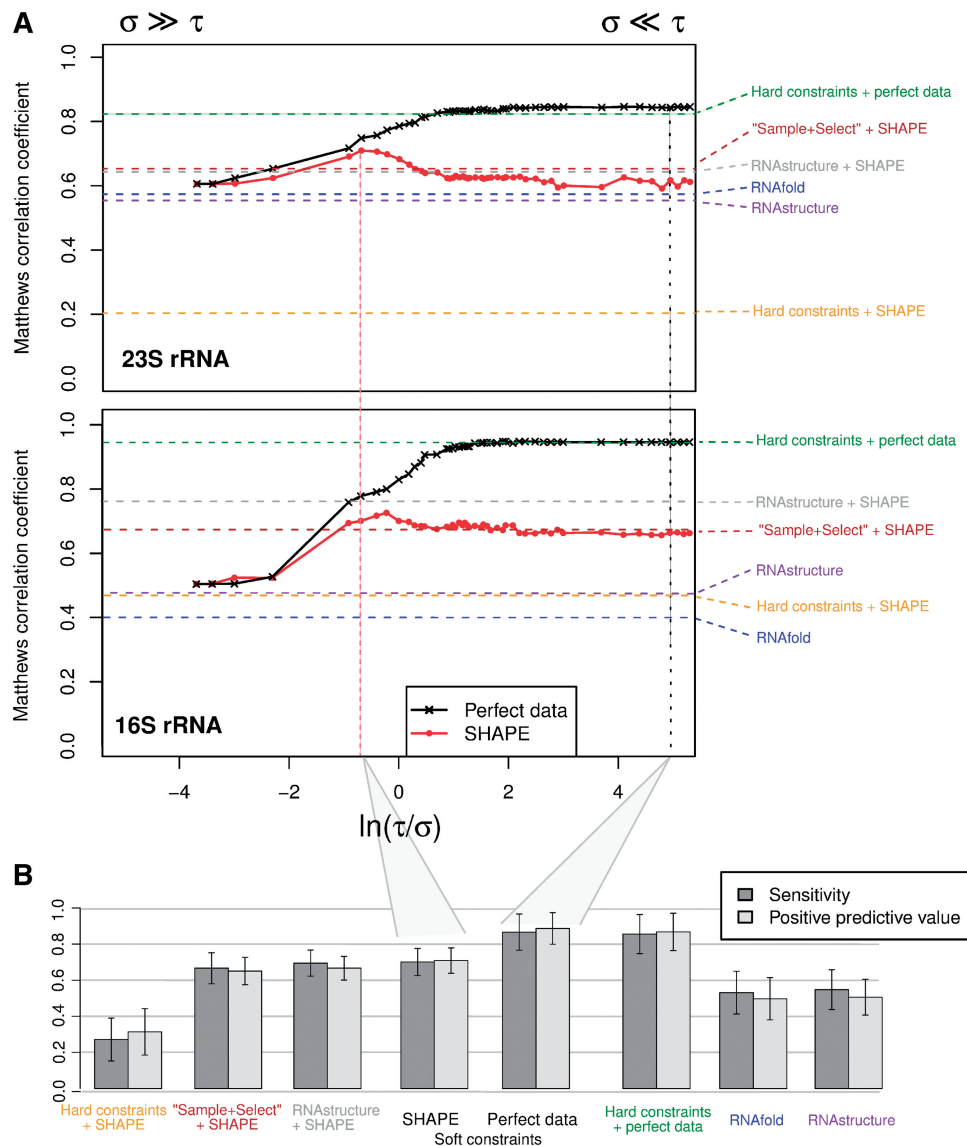 A
σ ≫ τ
σ ≪ τ
Matthews correlation coefficient
1.0
0.8
0.6
0.4
0.2
0.0
Hard constraints + perfect data
"Sample+Select" + SHAPE
RNAstructure + SHAPE
RNAfold
RNAstructure
Hard constraints + SHAPE
23S rRNA
Matthews correlation coefficient
1.0
0.8
0.6
0.4
0.2
0.0
Hard constraints + perfect data
RNAstructure + SHAPE
"Sample+Select" + SHAPE
RNAstructure
Hard constraints + SHAPE
RNAfold
16S rRNA
Perfect data
SHAPE
−4 −2 0 2 4
ln(τ/σ)
B
Sensitivity
Positive predictive value
1.0
0.8
0.6
0.4
0.2
0.0
Hard constraints
+ SHAPE
"Sample+Select"
+ SHAPE
RNAstructure
+ SHAPE
SHAPE
Perfect data
Soft constraints
Hard constraints
+ perfect data
RNAfold
RNAstructure